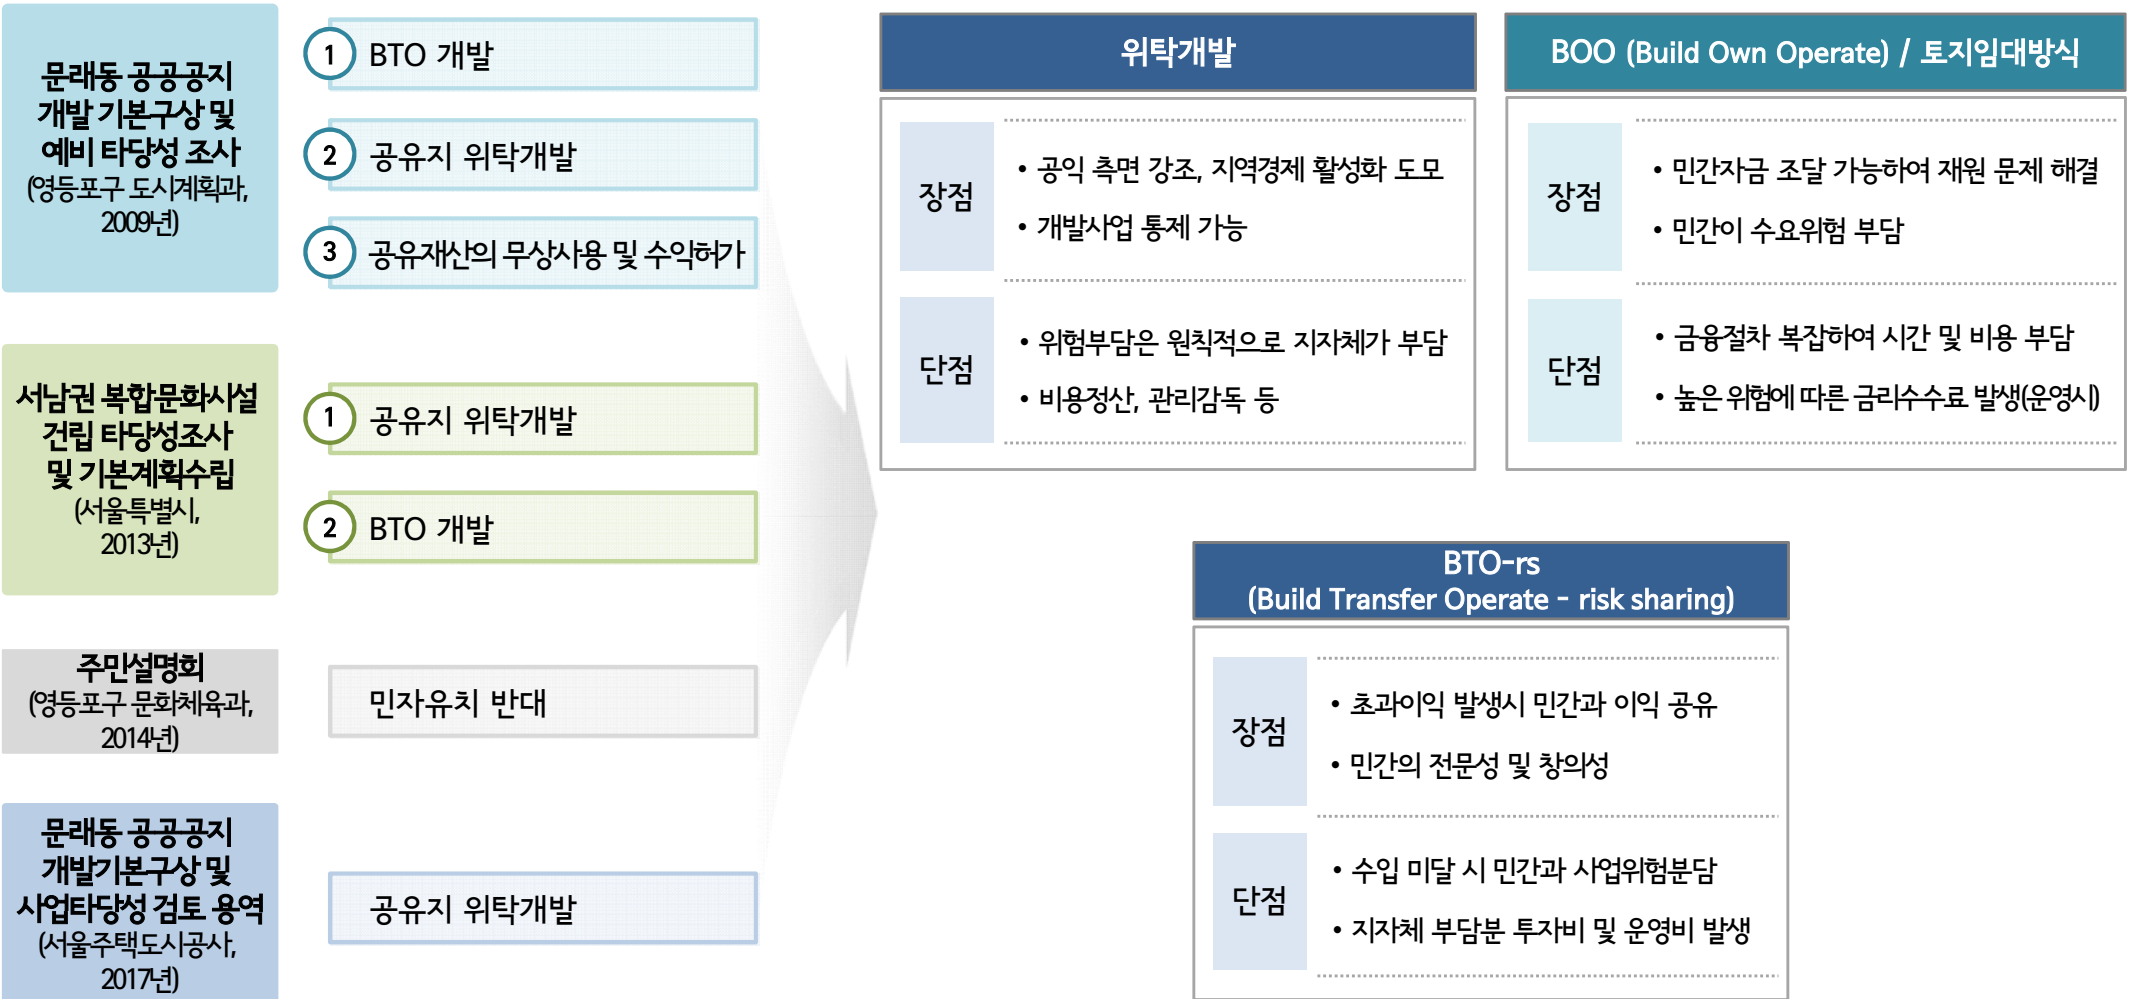 문래동 공공공지
개발 기본구상 및
예비 타당성 조사
(영등포구 도시계획과,
2009년)
1 BTO 개발
2 공유지 위탁개발
3 공유재산의 무상사용 및 수익허가
서남권 복합문화시설
건립 타당성조사
및 기본계획수립
(서울특별시,
2013년)
1 공유지 위탁개발
2 BTO 개발
주민설명회
(영등포구 문화체육과,
2014년)
민자유치 반대
문래동 공공공지
개발기본구상 및
사업타당성 검토 용역
(서울주택도시공사,
2017년)
공유지 위탁개발
위탁개발
장점
• 공익 측면 강조, 지역경제 활성화 도모
• 개발사업 통제 가능
단점
• 위험부담은 원칙적으로 지자체가 부담
• 비용정산, 관리감독 등
BOO (Build Own Operate) / 토지임대방식
장점
• 민간자금 조달 가능하여 재원 문제 해결
• 민간이 수요위험 부담
단점
• 금융절차 복잡하여 시간 및 비용 부담
• 높은 위험에 따른 금리수수료 발생(운영시)
BTO-rs
(Build Transfer Operate - risk sharing)
장점
• 초과이익 발생시 민간과 이익 공유
• 민간의 전문성 및 창의성
단점
• 수입 미달 시 민간과 사업위험분담
• 지자체 부담분 투자비 및 운영비 발생